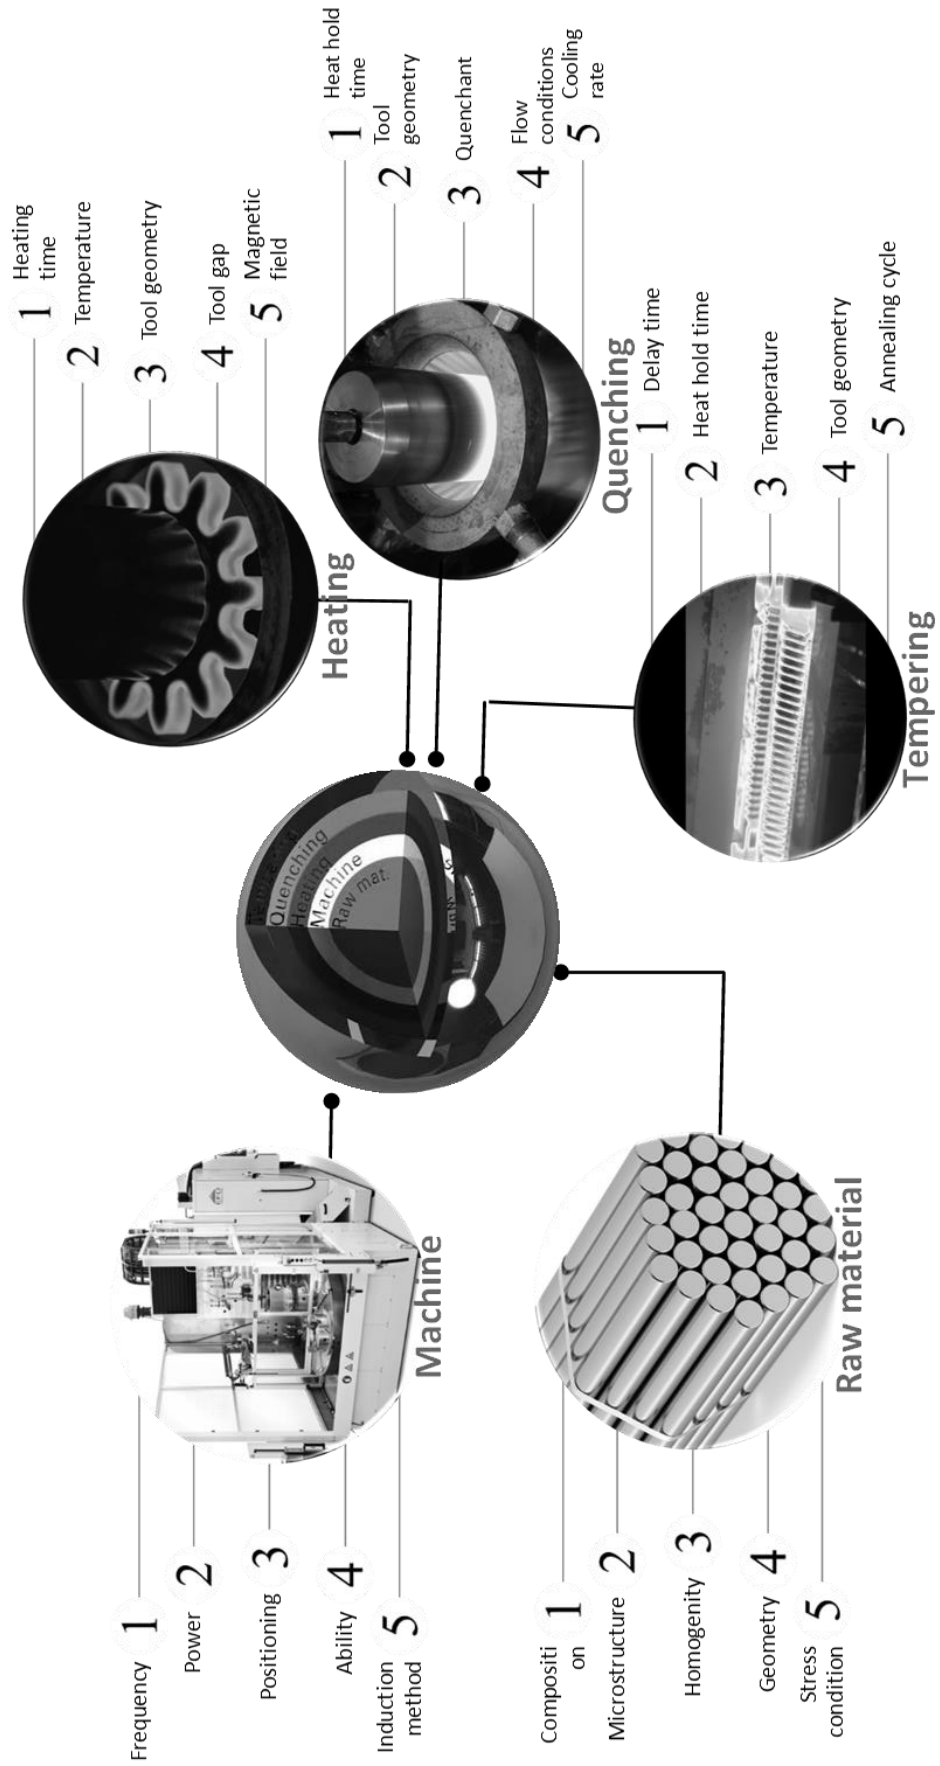 Frequency
1
Power
2
Positioning
3
Ability
4
Induction
method
5
Machine
Compositi
on
1
Microstructure
2
Homogenity
3
Geometry
4
Stress
condition
5
Raw material
Quenching
Heating
Machine
Raw mat.
1
Heating
time
2
Temperature
3
Tool geometry
4
Tool gap
5
Magnetic
field
Heating
1
Heat hold
time
2
Tool
geometry
3
Quenchant
4
Flow
conditions
5
Cooling
rate
Quenching
1
Delay time
2
Heat hold time
3
Temperature
4
Tool geometry
5
Annealing cycle
Tempering